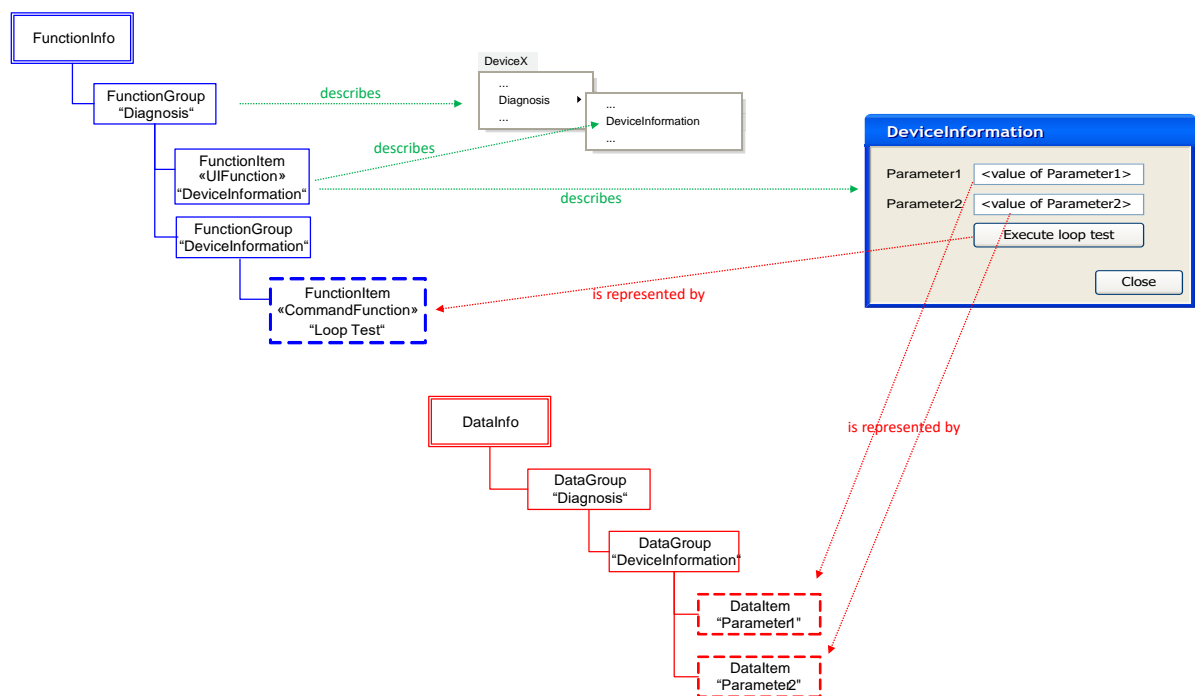 FunctionInfo
FunctionGroup
“Diagnosis“
FunctionItem
«UIFunction»
“DeviceInformation”
FunctionGroup
“DeviceInformation“
FunctionItem
«CommandFunction»
“Loop Test“
describes
describes
describes
DeviceX
...
Diagnosis
...
...
DeviceInformation
...
DeviceInformation
Parameter1 <value of Parameter1>
Parameter2 <value of Parameter2>
Execute loop test
Close
is represented by
is represented by
DataInfo
DataGroup
“Diagnosis“
DataGroup
“DeviceInformation“
DataItem
“Parameter1”
DataItem
“Parameter2”